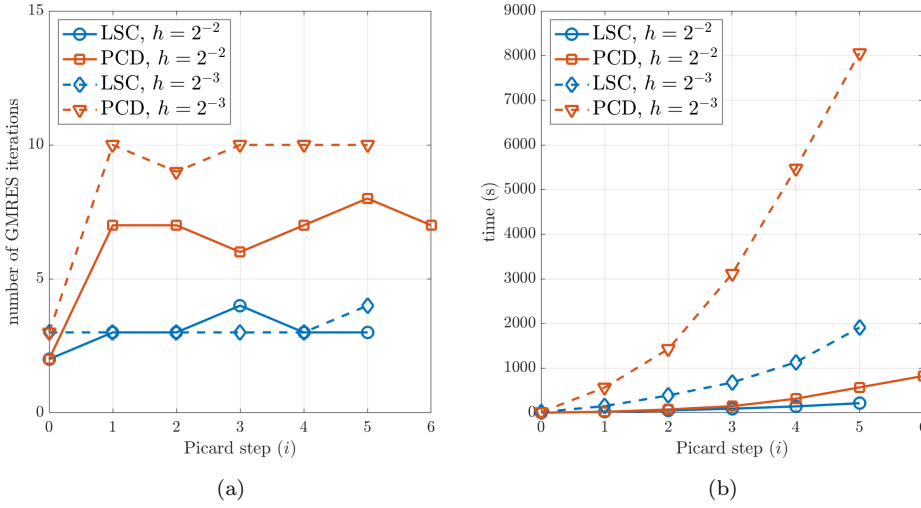 15
10
5
0
number of GMRES iterations
LSC, h = 2⁻²
PCD, h = 2⁻²
LSC, h = 2⁻³
PCD, h = 2⁻³
0 1 2 3 4 5 6
Picard step (i)
(a)
9000
8000
7000
6000
5000
4000
3000
2000
1000
0
time (s)
LSC, h = 2⁻²
PCD, h = 2⁻²
LSC, h = 2⁻³
PCD, h = 2⁻³
0 1 2 3 4 5 6
Picard step (i)
(b)